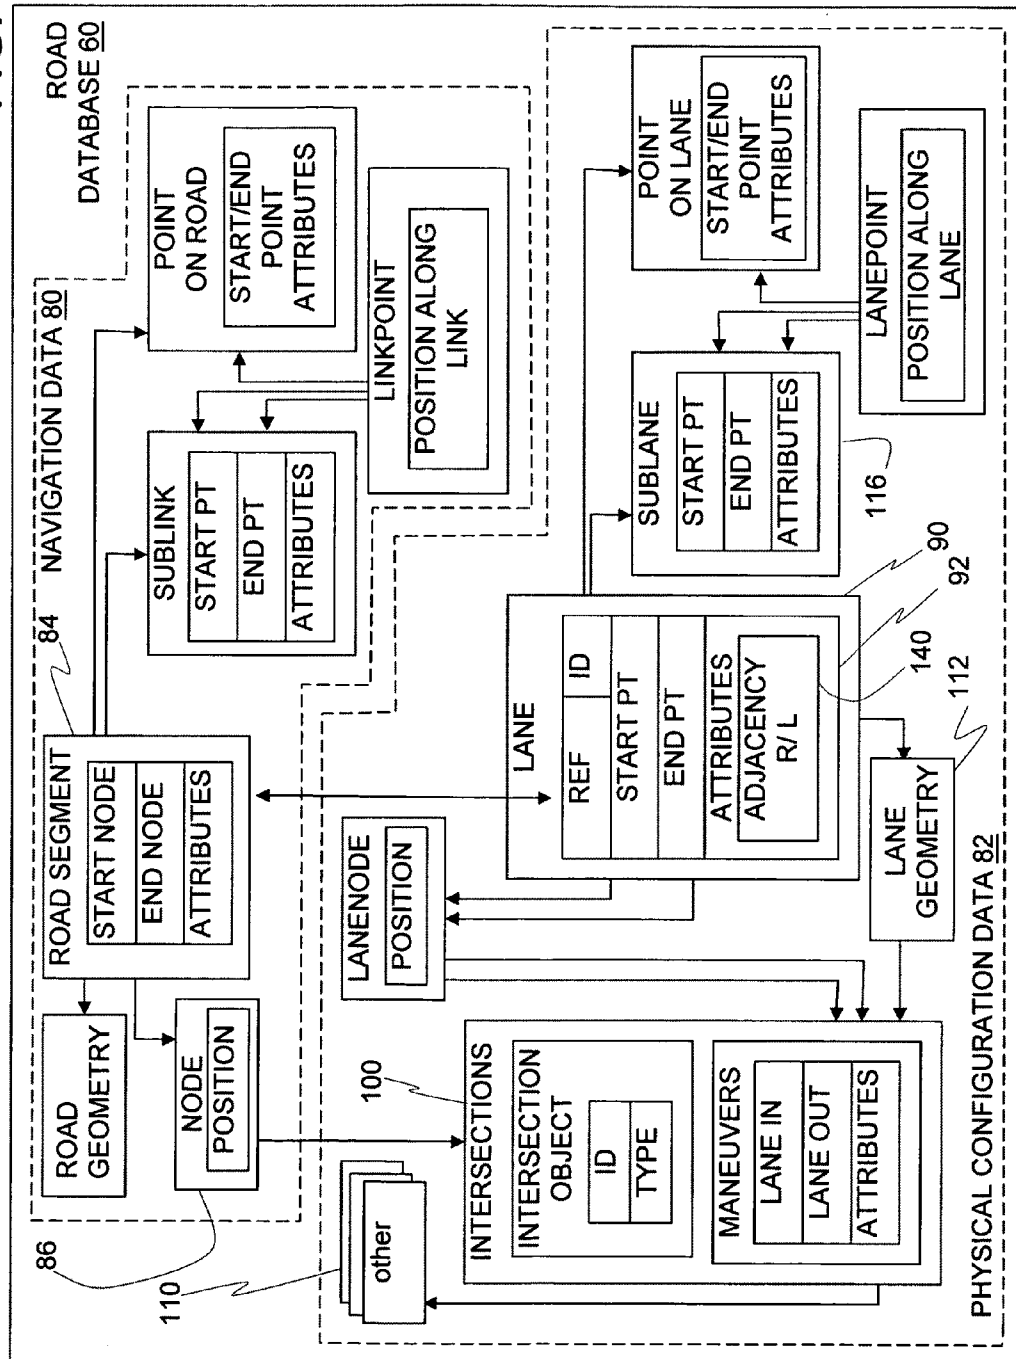 ROAD
DATABASE 60
NAVIGATION DATA 80
84
ROAD GEOMETRY
ROAD SEGMENT
START NODE
END NODE
ATTRIBUTES
NODE
POSITION
86
SUBLINK
START PT
END PT
ATTRIBUTES
POINT
ON ROAD
START/END
POINT
ATTRIBUTES
LINKPOINT
POSITION ALONG
LINK
110
other
100
INTERSECTIONS
INTERSECTION
OBJECT
ID
TYPE
MANEUVERS
LANE IN
LANE OUT
ATTRIBUTES
LANENODE
POSITION
LANE
REF
ID
START PT
END PT
ATTRIBUTES
ADJACENCY
R/L
90
92
140
112
LANE
GEOMETRY
SUBLANE
START PT
END PT
ATTRIBUTES
116
POINT
ON LANE
START/END
POINT
ATTRIBUTES
LANEPOINT
POSITION ALONG
LANE
PHYSICAL CONFIGURATION DATA 82